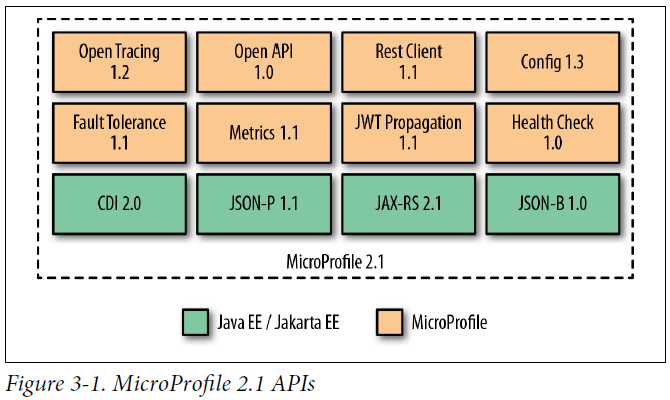 Open Tracing
1.2
Open API
1.0
Rest Client
1.1
Config 1.3
Fault Tolerance
1.1
Metrics 1.1
JWT Propagation
1.1
Health Check
1.0
CDI 2.0
JSON-P 1.1
JAX-RS 2.1
JSON-B 1.0
MicroProfile 2.1
Java EE / Jakarta EE
MicroProfile
Figure 3-1. MicroProfile 2.1 APIs